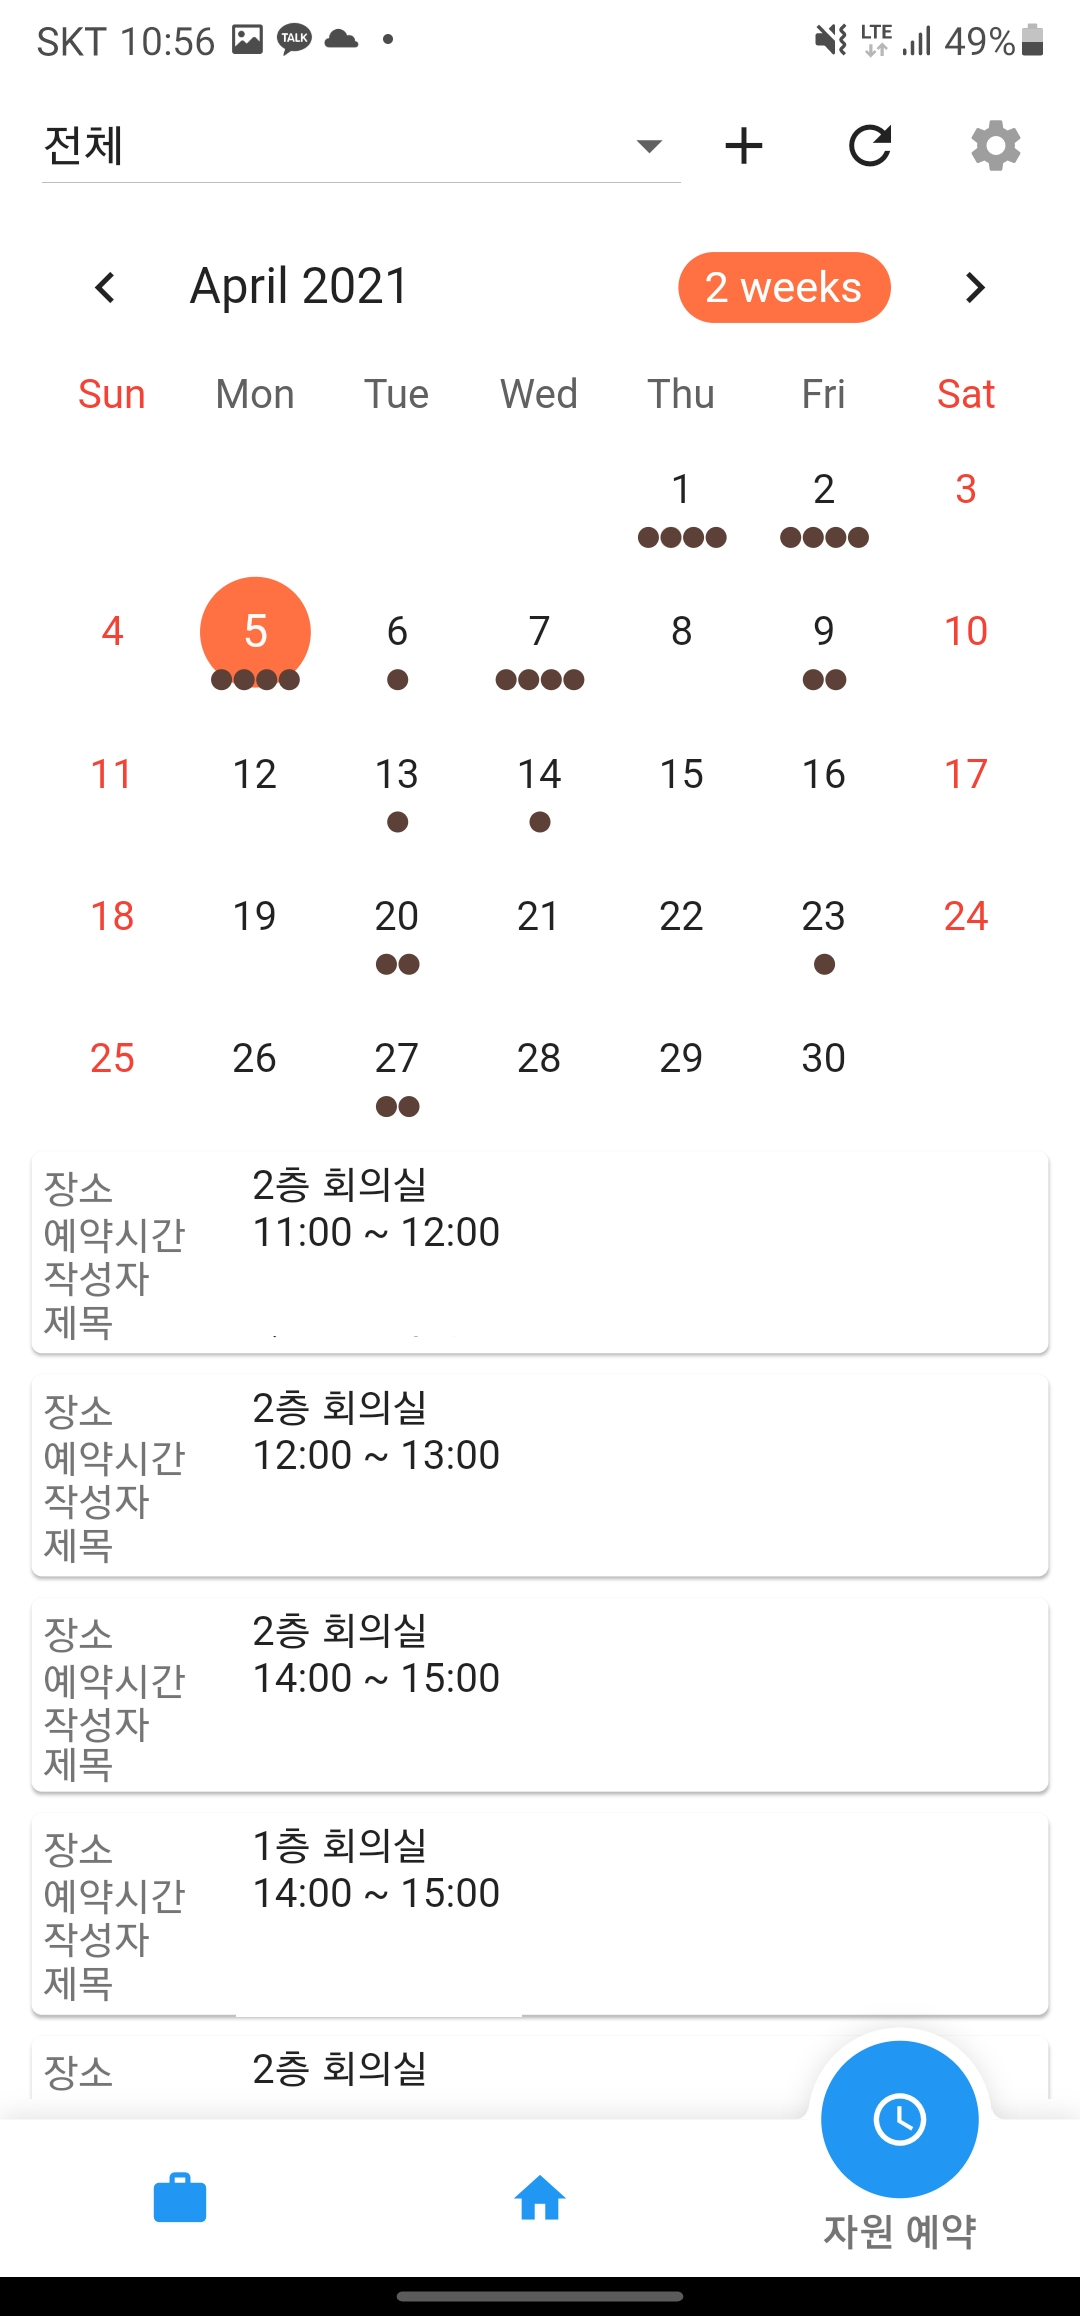 SKT 10:56 TALK LTE 49%
전체
April 2021 2 weeks
Sun Mon Tue Wed Thu Fri Sat
1 2 3
4 5 6 7 8 9 10
11 12 13 14 15 16 17
18 19 20 21 22 23 24
25 26 27 28 29 30
장소 2층 회의실
예약시간 11:00 ~ 12:00
작성자
제목
장소 2층 회의실
예약시간 12:00 ~ 13:00
작성자
제목
장소 2층 회의실
예약시간 14:00 ~ 15:00
작성자
제목
장소 1층 회의실
예약시간 14:00 ~ 15:00
작성자
제목
장소 2층 회의실
자원 예약